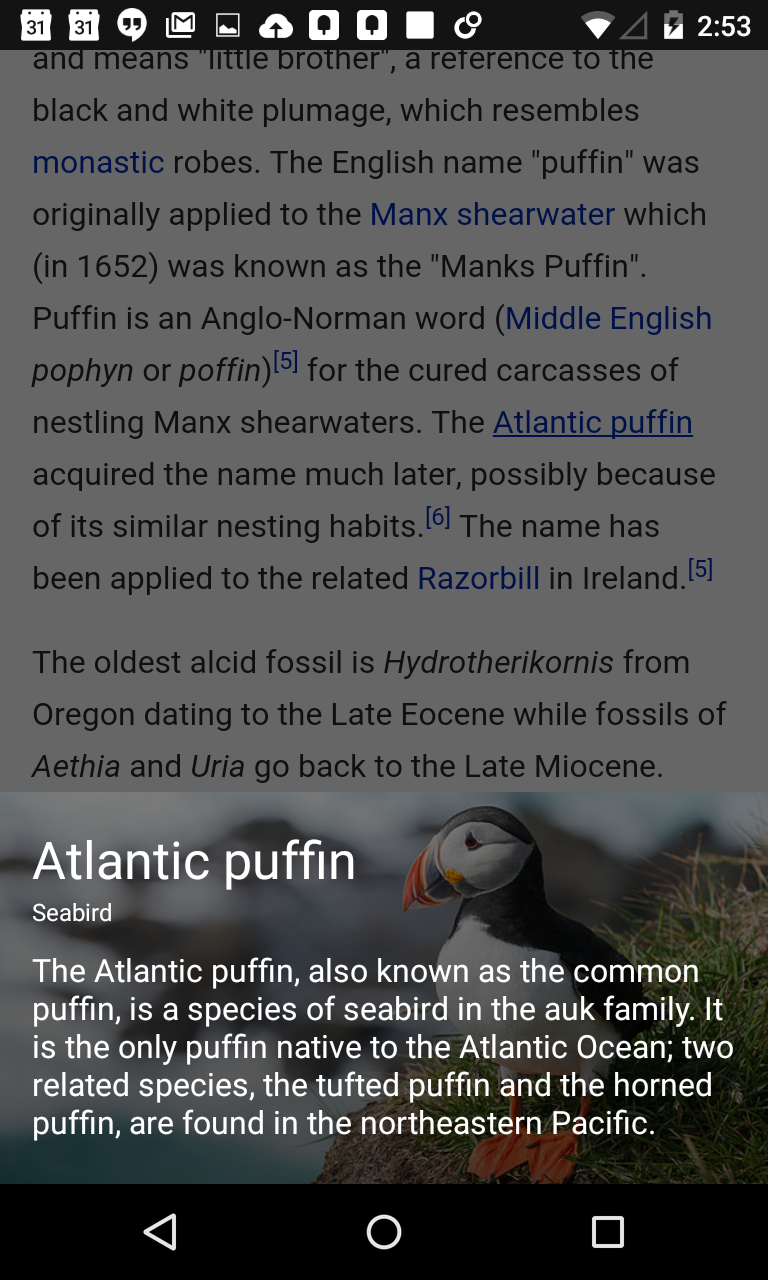 31 31 2:53
and means "little brother", a reference to the
black and white plumage, which resembles
monastic robes. The English name "puffin" was
originally applied to the Manx shearwater which
(in 1652) was known as the "Manks Puffin".
Puffin is an Anglo-Norman word (Middle English
pophyn or poffin)[5] for the cured carcasses of
nestling Manx shearwaters. The Atlantic puffin
acquired the name much later, possibly because
of its similar nesting habits.[6] The name has
been applied to the related Razorbill in Ireland.[5]
The oldest alcid fossil is Hydrotherikornis from
Oregon dating to the Late Eocene while fossils of
Aethia and Uria go back to the Late Miocene.
Atlantic puffin
Seabird
The Atlantic puffin, also known as the common
puffin, is a species of seabird in the auk family. It
is the only puffin native to the Atlantic Ocean; two
related species, the tufted puffin and the horned
puffin, are found in the northeastern Pacific.